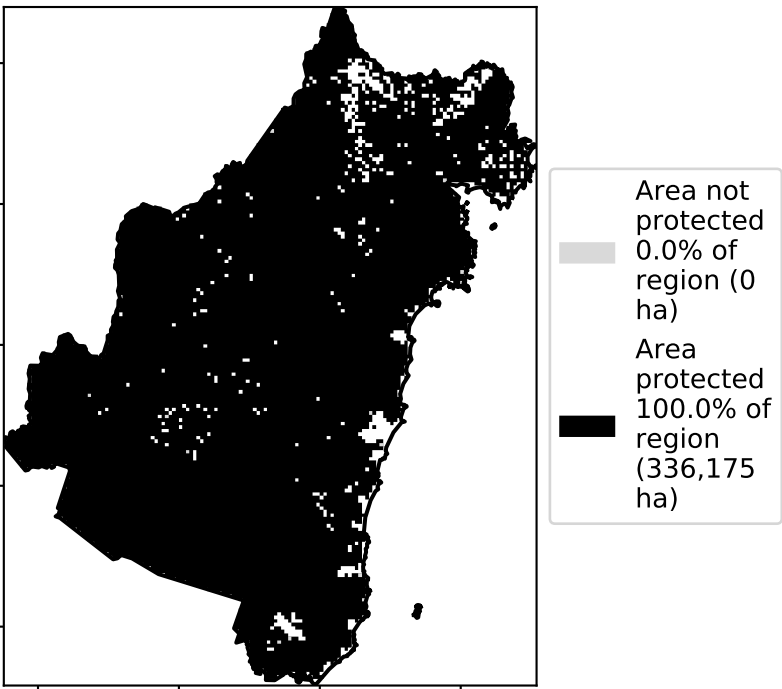 Area not
protected
0.0% of
region (0
ha)
Area
protected
100.0% of
region
(336,175
ha)